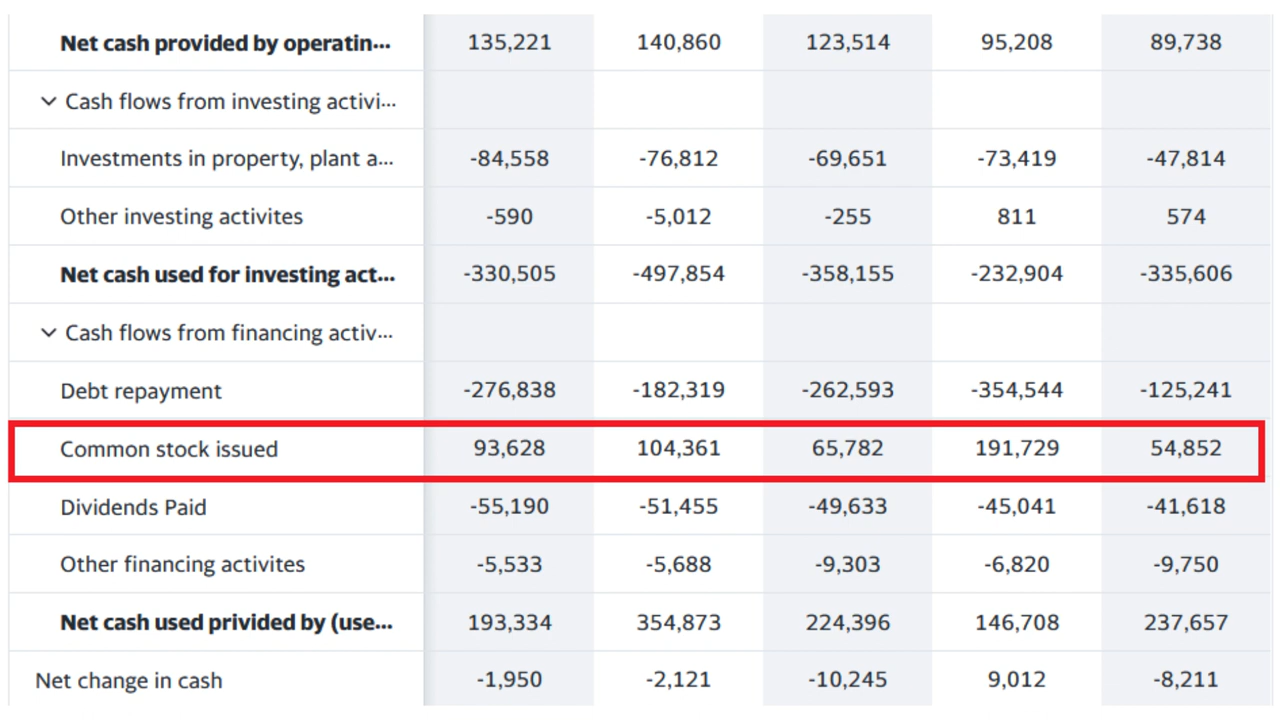 Net cash provided by operatin... 135,221 140,860 123,514 95,208 89,738
Cash flows from investing activi...
Investments in property, plant a... -84,558 -76,812 -69,651 -73,419 -47,814
Other investing activites -590 -5,012 -255 811 574
Net cash used for investing act... -330,505 -497,854 -358,155 -232,904 -335,606
Cash flows from financing activ...
Debt repayment -276,838 -182,319 -262,593 -354,544 -125,241
Common stock issued 93,628 104,361 65,782 191,729 54,852
Dividends Paid -55,190 -51,455 -49,633 -45,041 -41,618
Other financing activites -5,533 -5,688 -9,303 -6,820 -9,750
Net cash used privided by (use... 193,334 354,873 224,396 146,708 237,657
Net change in cash -1,950 -2,121 -10,245 9,012 -8,211